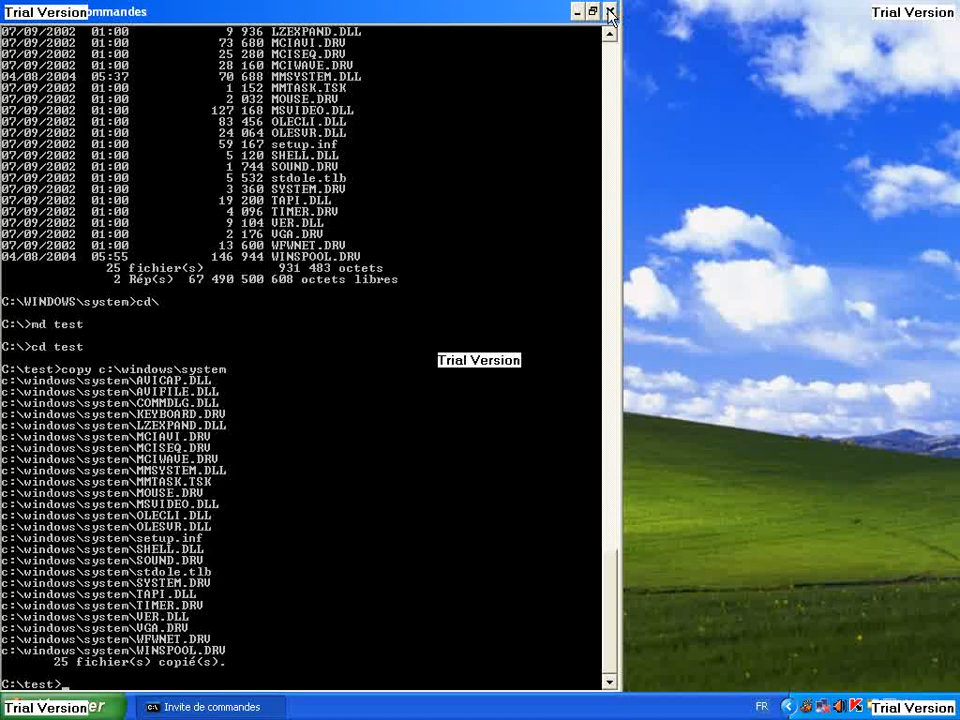 Trial Version
ommandes
Trial Version
07/09/2002  01:00             9 936 LZEXPAND.DLL
07/09/2002  01:00            73 680 MCIAVI.DRV
07/09/2002  01:00            25 280 MCISEQ.DRV
07/09/2002  01:00            28 160 MCIWAVE.DRV
04/08/2004  05:37            70 688 MMSYSTEM.DLL
07/09/2002  01:00             1 152 MMTASK.TSK
07/09/2002  01:00             2 032 MOUSE.DRV
07/09/2002  01:00           127 168 MSVIDEO.DLL
07/09/2002  01:00            83 456 OLECLI.DLL
07/09/2002  01:00            24 064 OLESVR.DLL
07/09/2002  01:00            59 167 setup.inf
07/09/2002  01:00             5 120 SHELL.DLL
07/09/2002  01:00             1 744 SOUND.DRV
07/09/2002  01:00             5 532 stdole.tlb
07/09/2002  01:00             3 360 SYSTEM.DRV
07/09/2002  01:00            19 200 TAPI.DLL
07/09/2002  01:00             4 096 TIMER.DRV
07/09/2002  01:00             9 104 VER.DLL
07/09/2002  01:00             2 176 VGA.DRV
07/09/2002  01:00            13 600 WFWNET.DRV
04/08/2004  05:55           146 944 WINSPOOL.DRV
25 fichier(s)          931 483 octets
2 Rép(s)  67 490 500 608 octets libres
C:\WINDOWS\system>cd\
C:\>md test
C:\>cd test
Trial Version
C:\test>copy c:\windows\system
c:\windows\system\AVICAP.DLL
c:\windows\system\AVIFILE.DLL
c:\windows\system\COMMDLG.DLL
c:\windows\system\KEYBOARD.DRV
c:\windows\system\LZEXPAND.DLL
c:\windows\system\MCIAVI.DRV
c:\windows\system\MCISEQ.DRV
c:\windows\system\MCIWAVE.DRV
c:\windows\system\MMSYSTEM.DLL
c:\windows\system\MMTASK.TSK
c:\windows\system\MOUSE.DRV
c:\windows\system\MSVIDEO.DLL
c:\windows\system\OLECLI.DLL
c:\windows\system\OLESVR.DLL
c:\windows\system\setup.inf
c:\windows\system\SHELL.DLL
c:\windows\system\SOUND.DRV
c:\windows\system\stdole.tlb
c:\windows\system\SYSTEM.DRV
c:\windows\system\TAPI.DLL
c:\windows\system\TIMER.DRV
c:\windows\system\VER.DLL
c:\windows\system\VGA.DRV
c:\windows\system\WFWNET.DRV
c:\windows\system\WINSPOOL.DRV
25 fichier(s) copié(s).
C:\test>_
Trial Version
Invite de commandes
FR
Trial Version